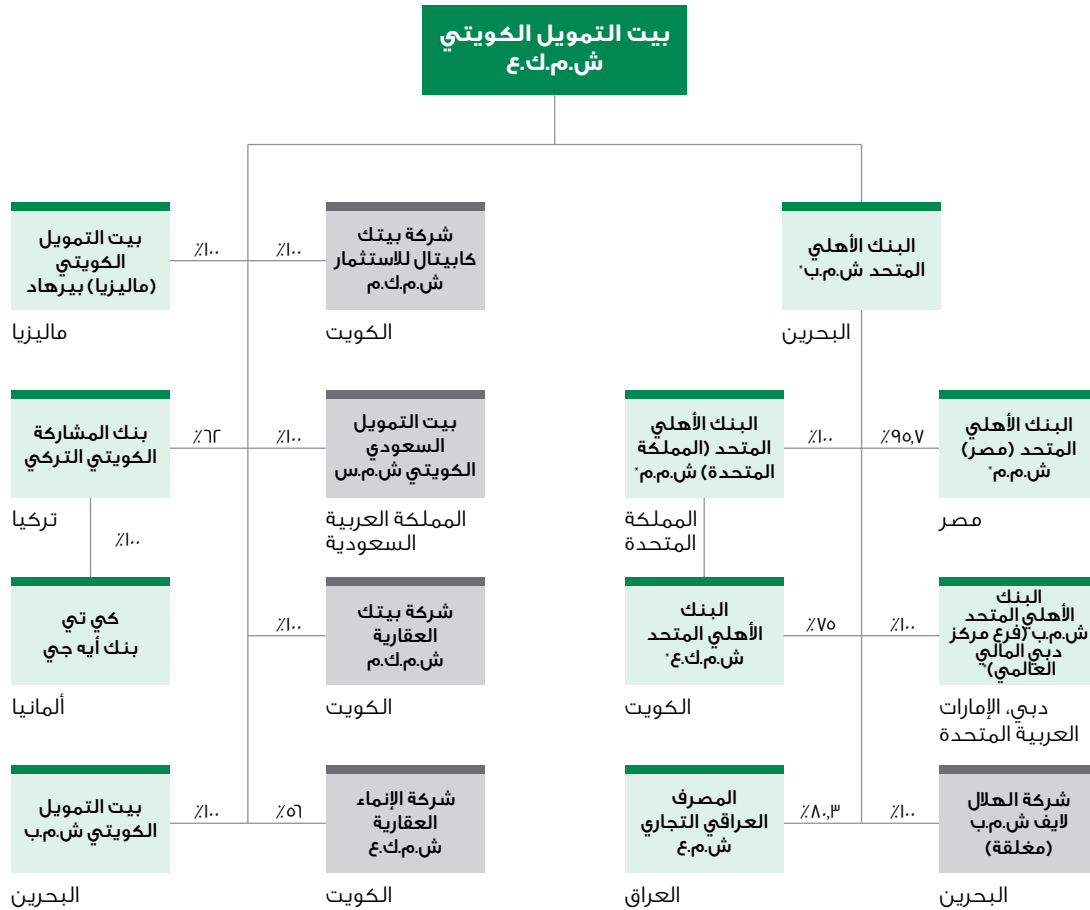 بيت التمويل الكويتي
ش.م.ك.ع
البنك الأهلي
المتحد ش.م.ب*
البحرين
شركة بيتك
كابيتال للاستثمار
ش.م.ك.م
الكويت
٪١٠٠
٪١٠٠
بيت التمويل
الكويتي
(ماليزيا) بيرهاد
ماليزيا
البنك الأهلي
المتحد (مصر)
ش.م.م*
مصر
٪٩٥,٧
٪١٠٠
البنك الأهلي
المتحد (المملكة
المتحدة) ش.م.م*
المملكة
المتحدة
بيت التمويل
السعودي
الكويتي ش.م.س
المملكة العربية
السعودية
٪١٠٠
٪٦٢
بنك المشاركة
الكويتي التركي
تركيا
٪١٠٠
البنك
الأهلي المتحد
ش.م.ب (فرع مركز
دبي المالي
العالمي)*
دبي، الإمارات
العربية المتحدة
٪١٠٠
٪٧٥
البنك
الأهلي المتحد
ش.م.ك.ع*
الكويت
شركة بيتك
العقارية
ش.م.ك.م
الكويت
٪١٠٠
كي تي
بنك أيه جي
ألمانيا
شركة الهلال
لايف ش.م.ب
(مغلقة)
البحرين
٪١٠٠
٪٨٠,٣
المصرف
العراقي التجاري
ش.م.ع
العراق
شركة الإنماء
العقارية
ش.م.ك.ع
الكويت
٪٥٦
٪١٠٠
بيت التمويل
الكويتي ش.م.ب
البحرين